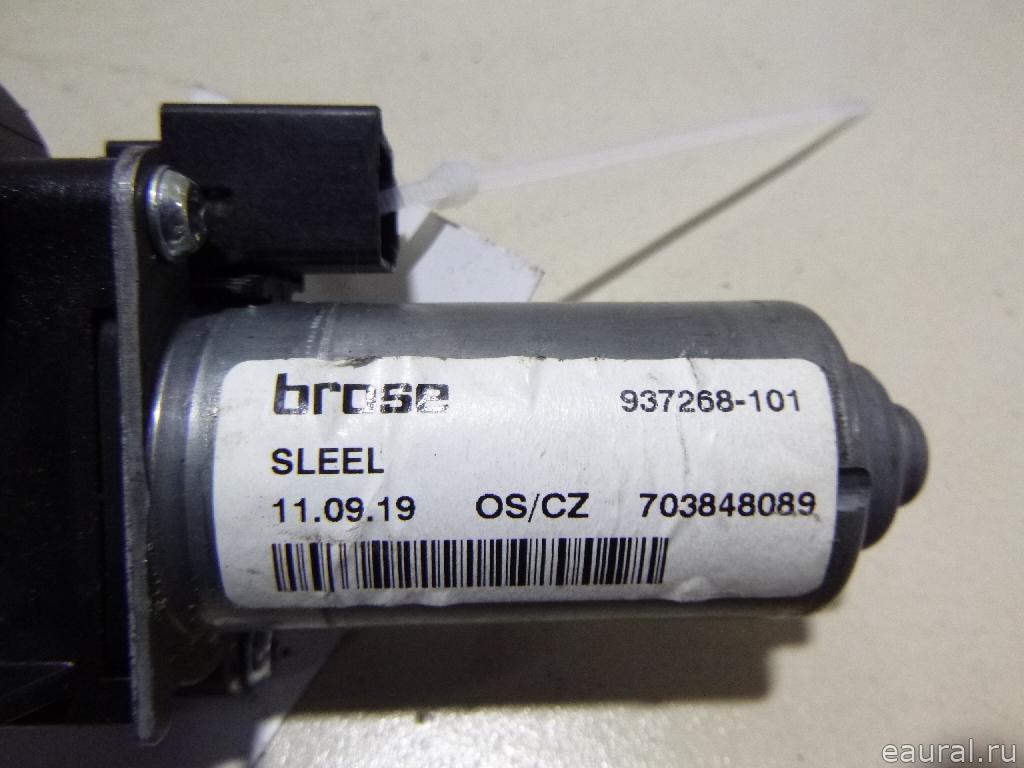 brose 937268-101
SLEEL
11.09.19 OS/CZ 703848089
eaural.ru